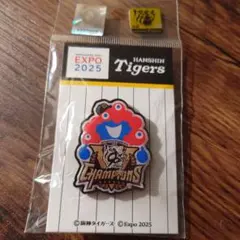 EXPO
2025
HANSHIN
Tigers
CHAMPIONS
©阪神タイガース ©Expo 2025